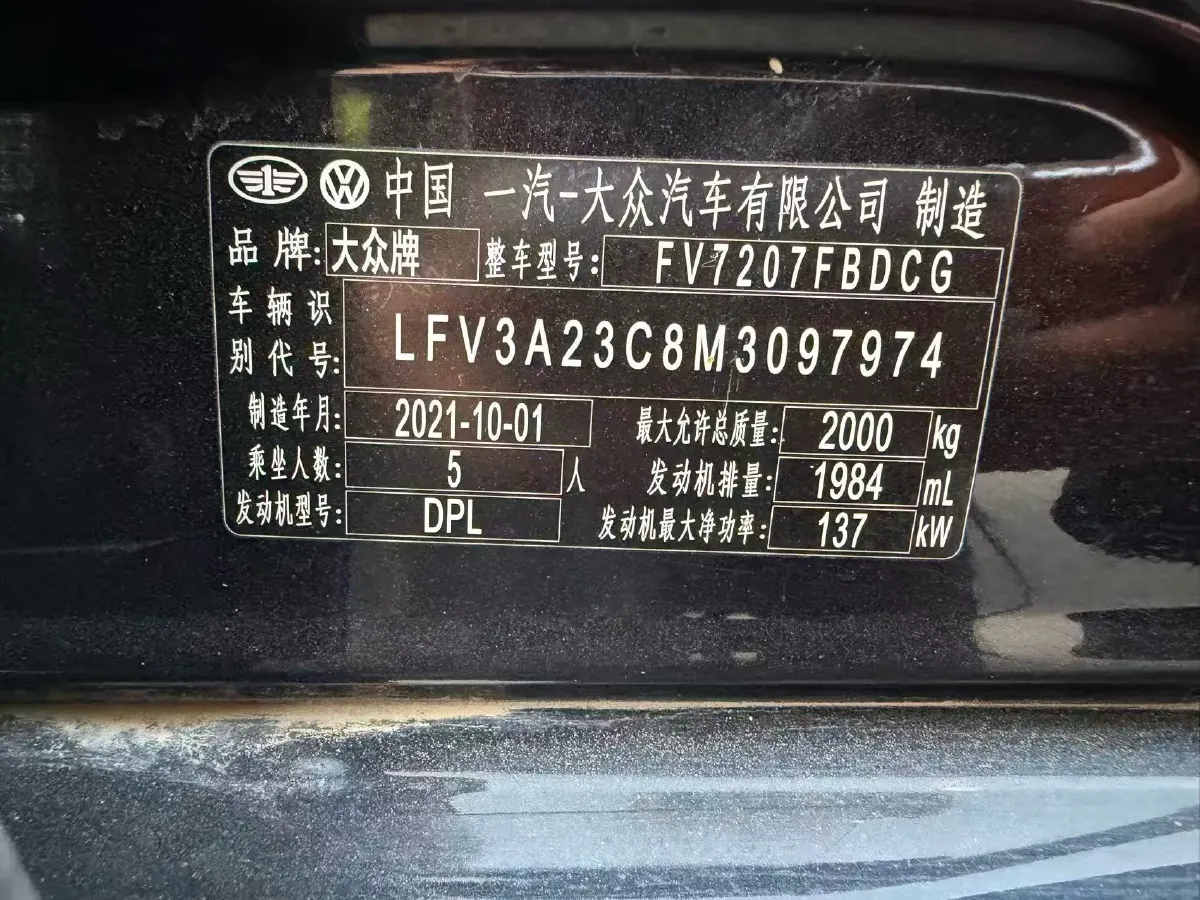 中国 一汽-大众汽车有限公司 制造
品牌: 大众牌 整车型号: FV7207FBDCG
车辆识别代号: LFV3A23C8M3097974
制造年月: 2021-10-01 最大允许总质量: 2000 kg
乘坐人数: 5 人 发动机排量: 1984 mL
发动机型号: DPL 发动机最大净功率: 137 kW